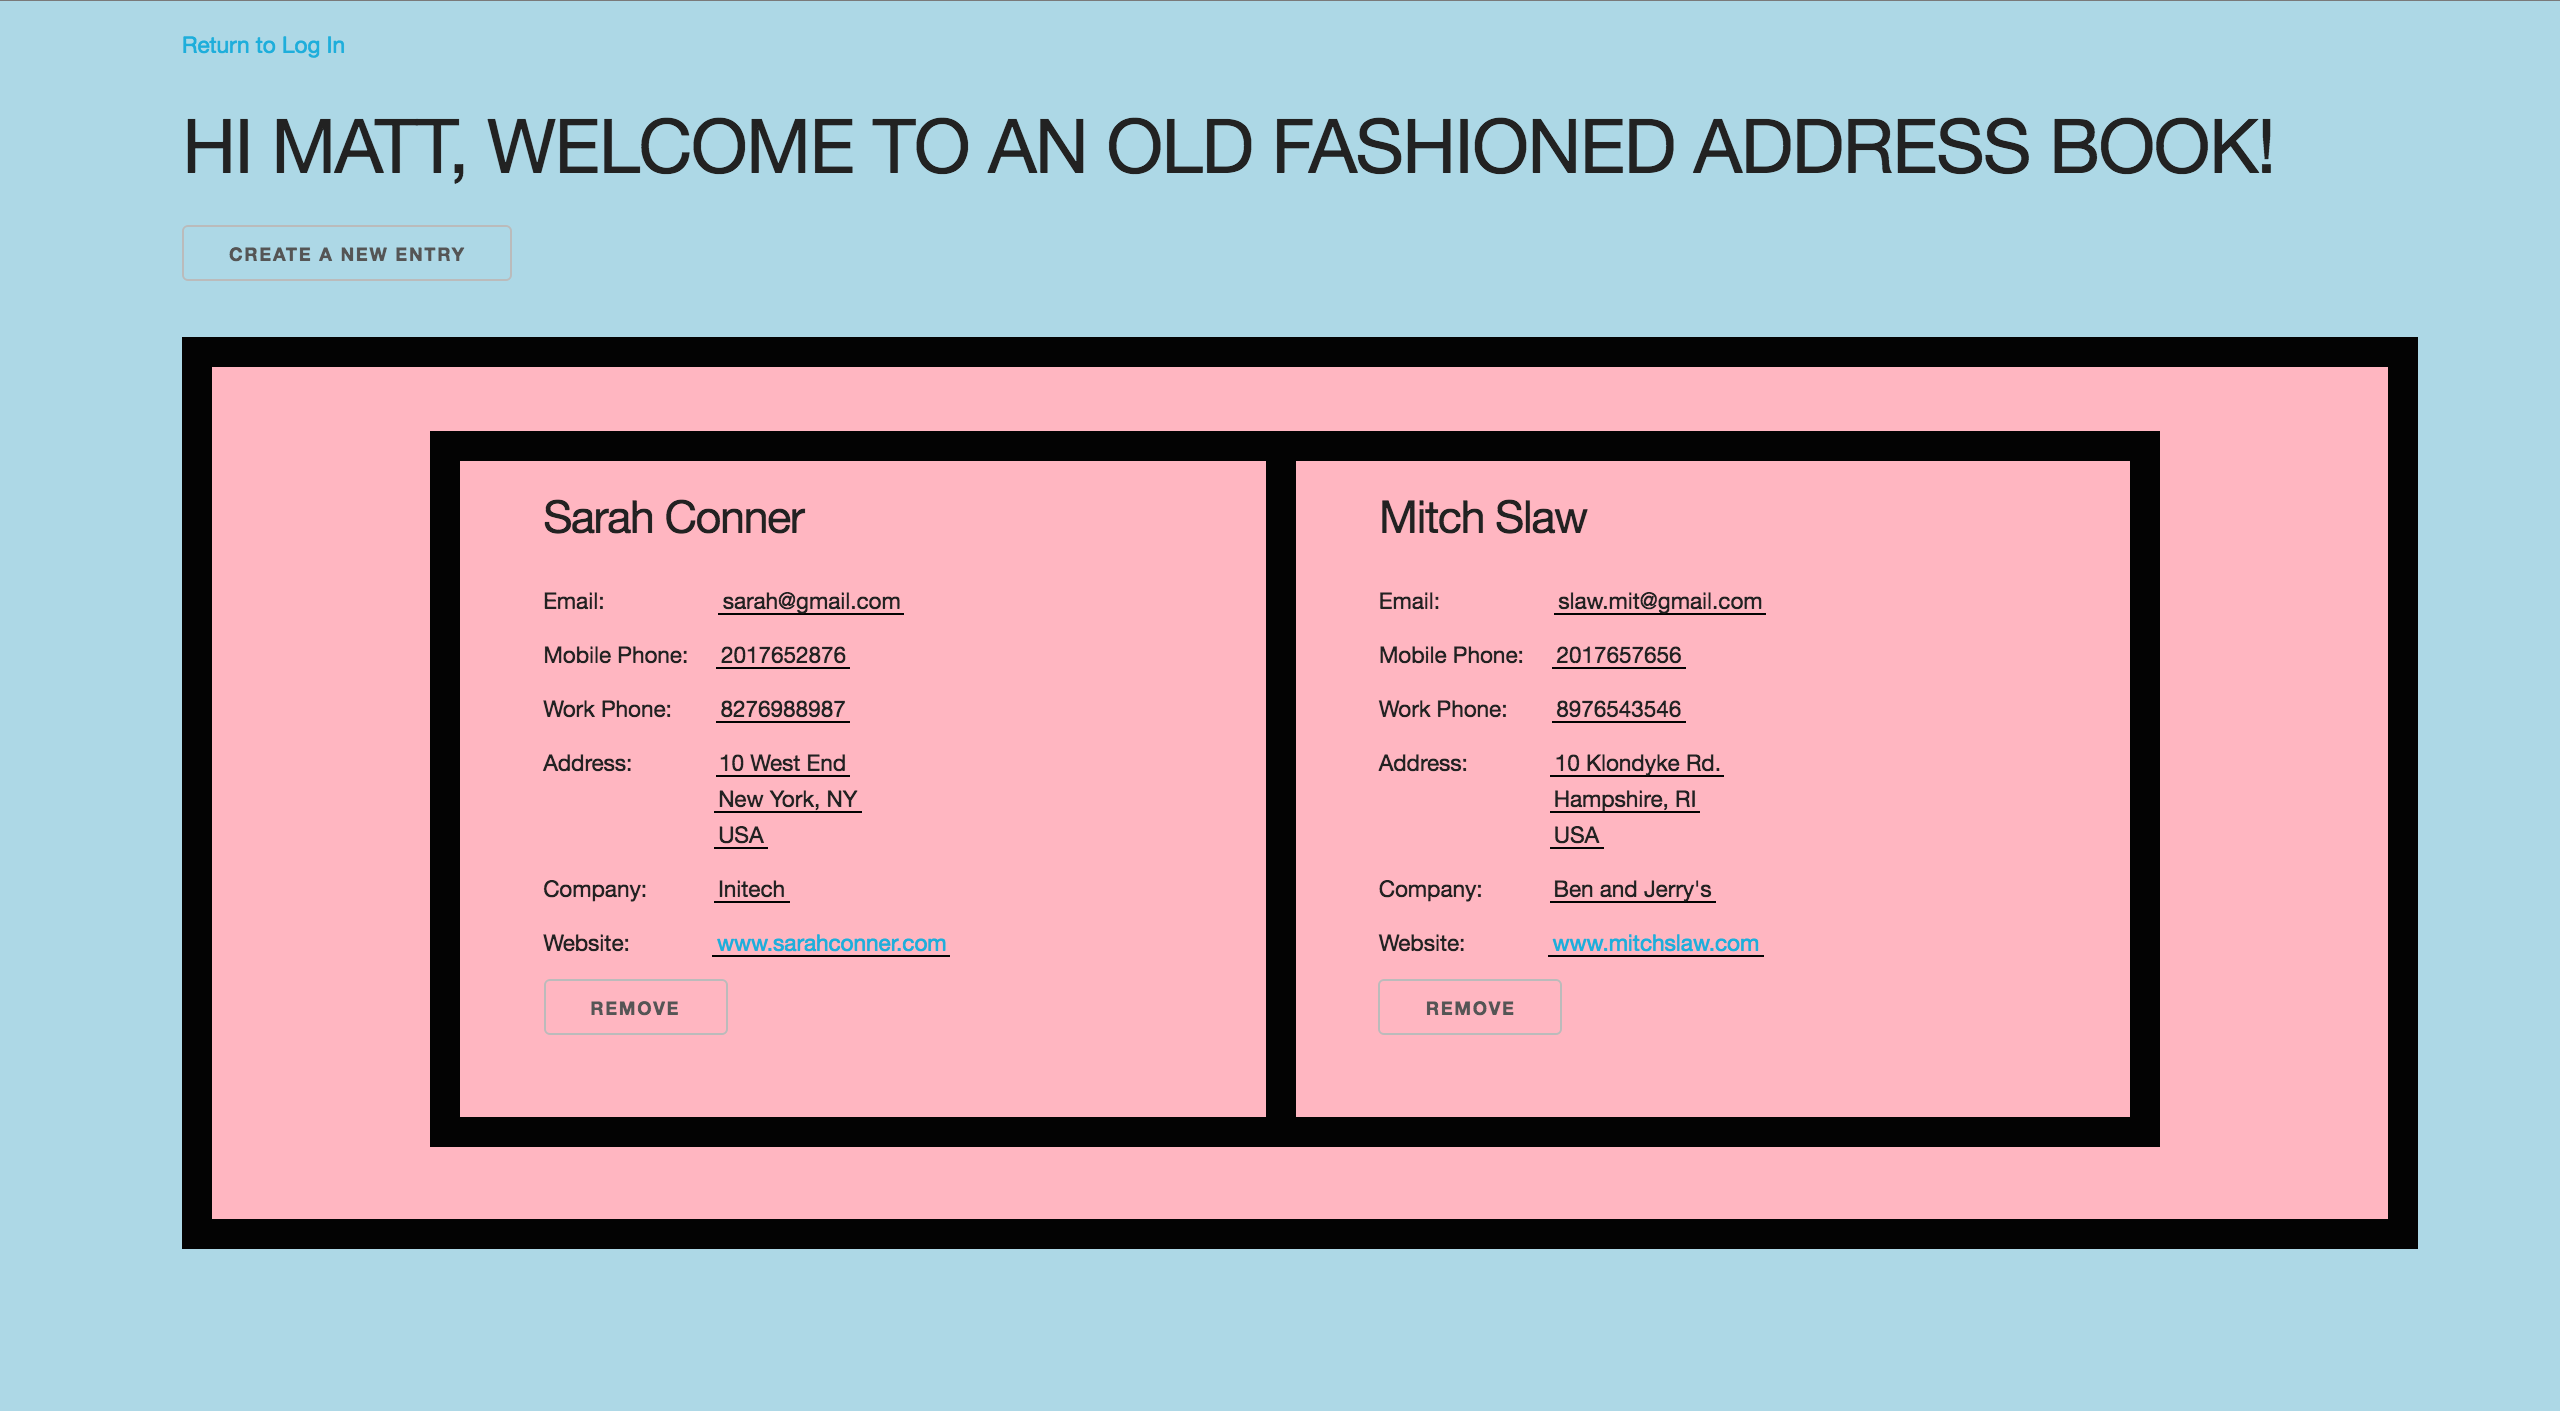 Return to Log In
HI MATT, WELCOME TO AN OLD FASHIONED ADDRESS BOOK!
CREATE A NEW ENTRY
Sarah Conner
Email: sarah@gmail.com
Mobile Phone: 2017652876
Work Phone: 8276988987
Address: 10 West End
New York, NY
USA
Company: Initech
Website: www.sarahconner.com
REMOVE
Mitch Slaw
Email: slaw.mit@gmail.com
Mobile Phone: 2017657656
Work Phone: 8976543546
Address: 10 Klondyke Rd.
Hampshire, RI
USA
Company: Ben and Jerry's
Website: www.mitchslaw.com
REMOVE